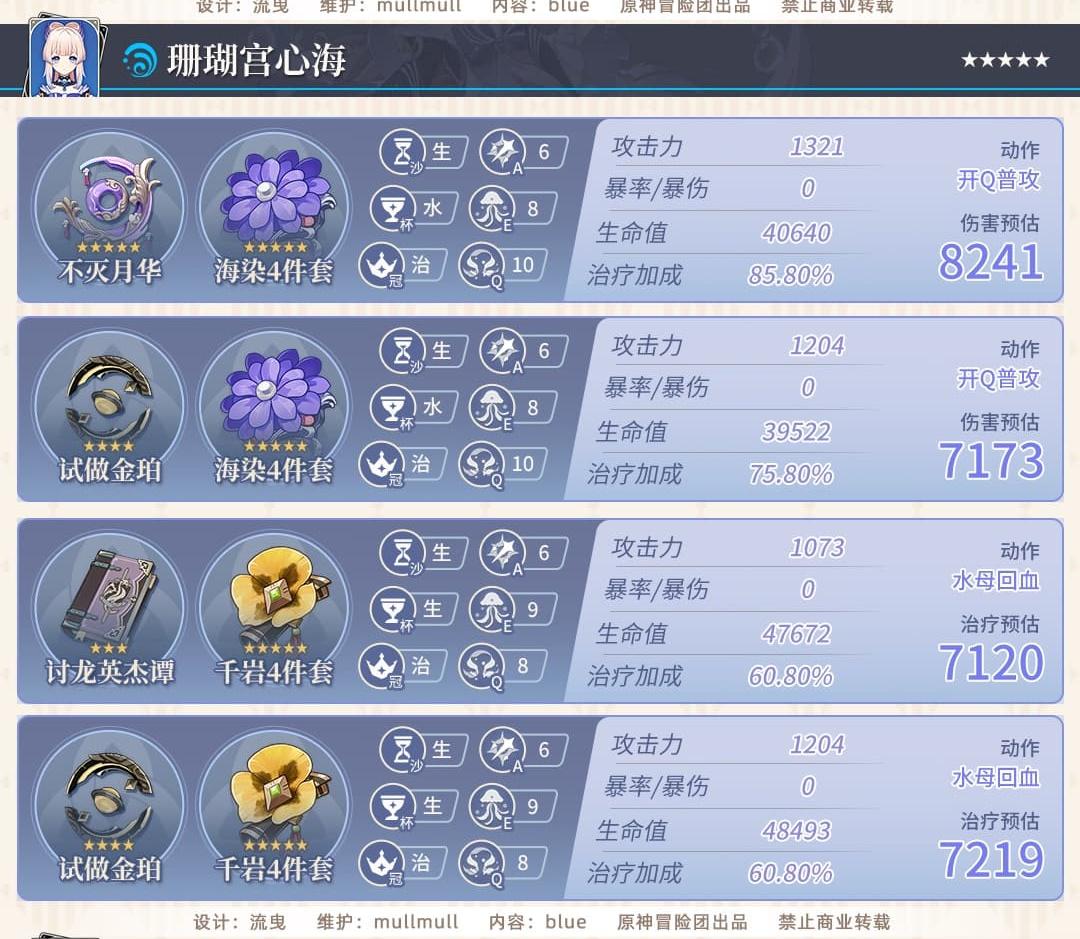 设计：流曳 维护：mullmull 内容：blue 原神冒险团出品 禁止商业转载
珊瑚宫心海 ★★★★★
不灭月华
海染4件套
沙 生 A 6
杯 水 E 8
冠 治 Q 10
攻击力 1321
暴率/暴伤 0
生命值 40640
治疗加成 85.80%
动作
开Q普攻
伤害预估
8241
试做金珀
海染4件套
沙 生 A 6
杯 水 E 8
冠 治 Q 10
攻击力 1204
暴率/暴伤 0
生命值 39522
治疗加成 75.80%
动作
开Q普攻
伤害预估
7173
讨龙英杰谭
千岩4件套
沙 生 A 6
杯 生 E 9
冠 治 Q 8
攻击力 1073
暴率/暴伤 0
生命值 47672
治疗加成 60.80%
动作
水母回血
治疗预估
7120
试做金珀
千岩4件套
沙 生 A 6
杯 生 E 9
冠 治 Q 8
攻击力 1204
暴率/暴伤 0
生命值 48493
治疗加成 60.80%
动作
水母回血
治疗预估
7219
设计：流曳 维护：mullmull 内容：blue 原神冒险团出品 禁止商业转载